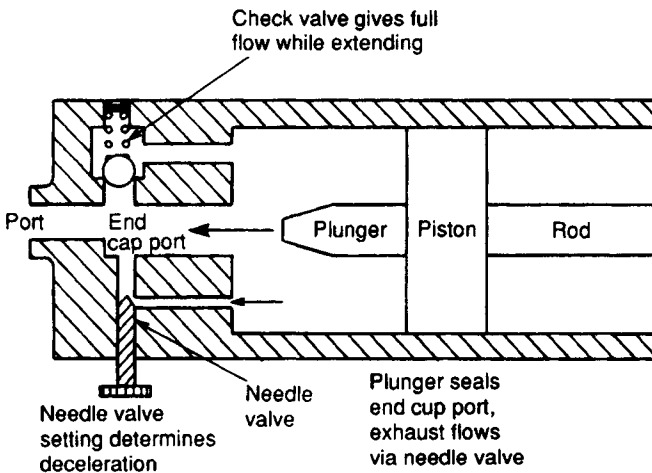 Check valve gives full
flow while extending
Port
End
cap port
Plunger
Piston
Rod
Needle valve
setting determines
deceleration
Needle
valve
Plunger seals
end cup port,
exhaust flows
via needle valve